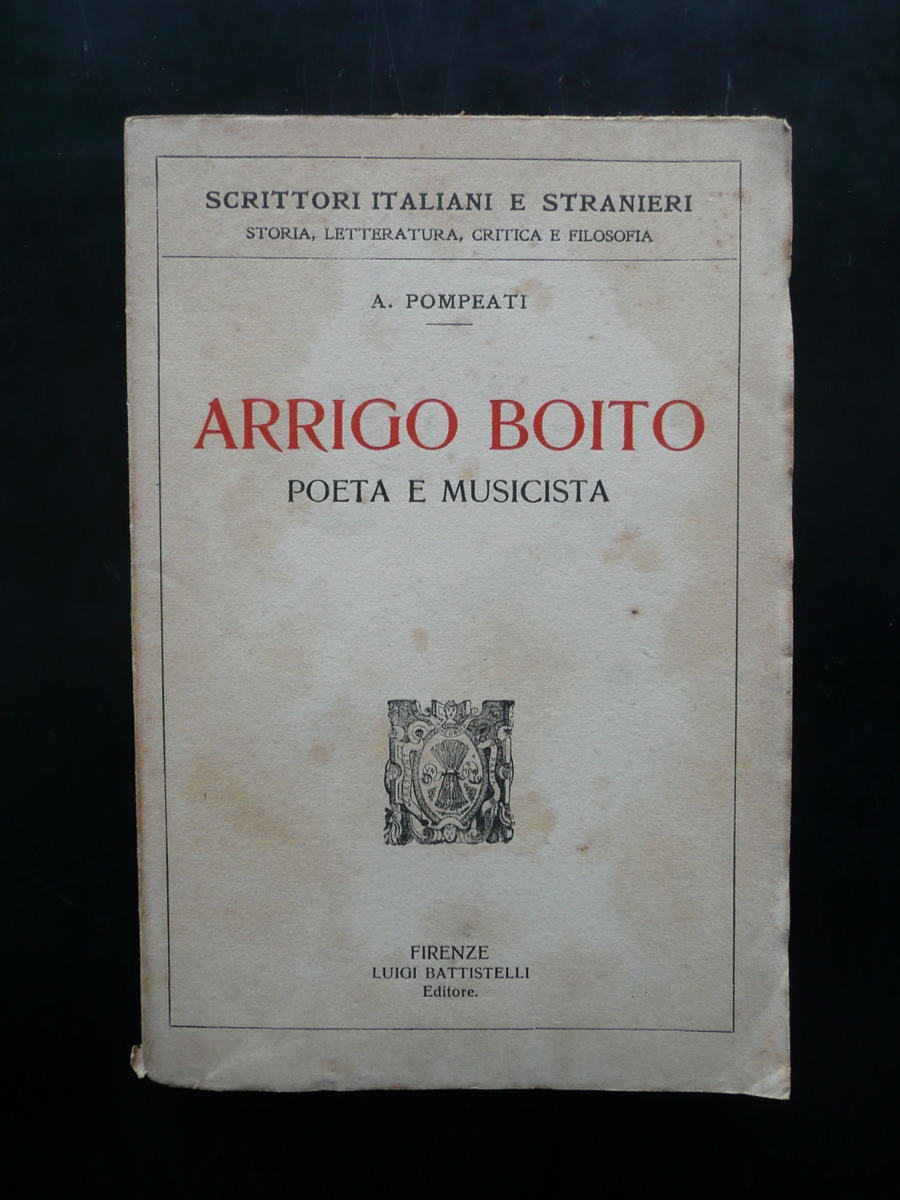 SCRITTORI ITALIANI E STRANIERI
STORIA, LETTERATURA, CRITICA E FILOSOFIA
A. POMPEATI
ARRIGO BOITO
POETA E MUSICISTA
FIRENZE
LUIGI BATTISTELLI
Editore.